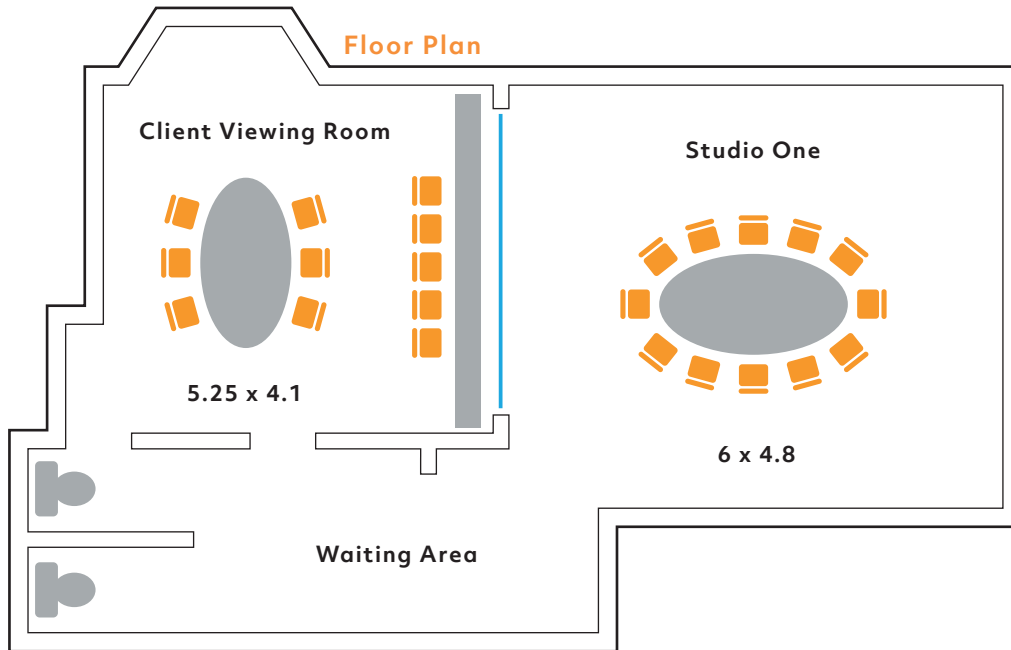 Floor Plan
Client Viewing Room
Studio One
5.25 x 4.1
6 x 4.8
Waiting Area